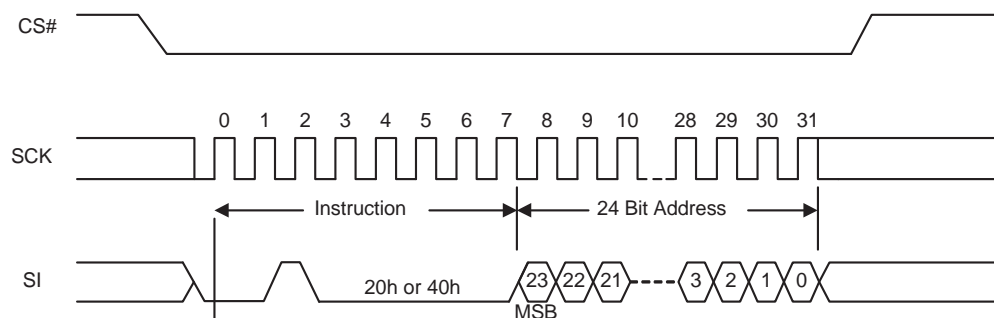 CS#
0 1 2 3 4 5 6 7 8 9 10 28 29 30 31
SCK
Instruction 24 Bit Address
SI 20h or 40h 23 22 21 3 2 1 0
MSB